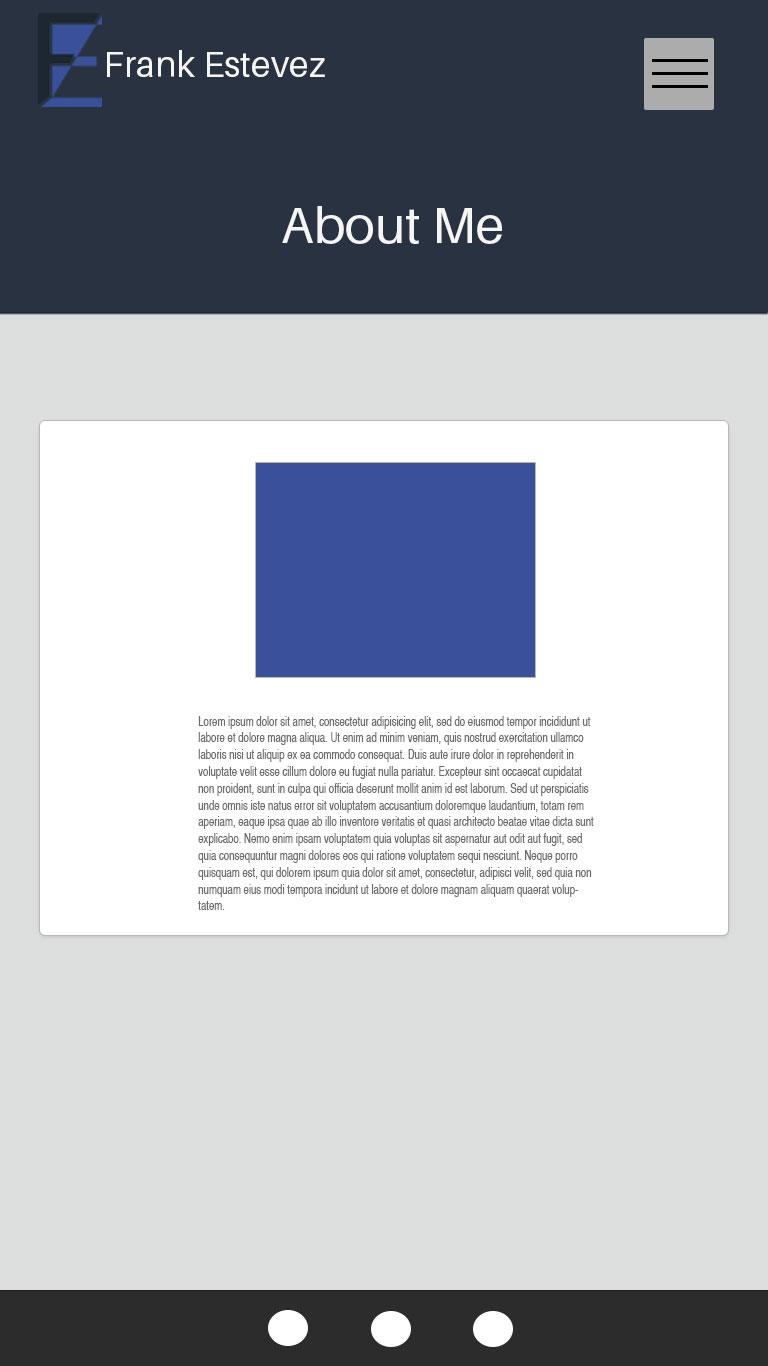 Frank Estevez
About Me
Lorem ipsum dolor sit amet, consectetur adipisicing elit, sed do eiusmod tempor incididunt ut
labore et dolore magna aliqua. Ut enim ad minim veniam, quis nostrud exercitation ullamco
laboris nisi ut aliquip ex ea commodo consequat. Duis aute irure dolor in reprehenderit in
voluptate velit esse cillum dolore eu fugiat nulla pariatur. Excepteur sint occaecat cupidatat
non proident, sunt in culpa qui officia deserunt mollit anim id est laborum. Sed ut perspiciatis
unde omnis iste natus error sit voluptatem accusantium doloremque laudantium, totam rem
aperiam, eaque ipsa quae ab illo inventore veritatis et quasi architecto beatae vitae dicta sunt
explicabo. Nemo enim ipsam voluptatem quia voluptas sit aspernatur aut odit aut fugit, sed
quia consequuntur magni dolores eos qui ratione voluptatem sequi nesciunt. Neque porro
quisquam est, qui dolorem ipsum quia dolor sit amet, consectetur, adipisci velit, sed quia non
numquam eius modi tempora incidunt ut labore et dolore magnam aliquam quaerat volup-
tatem.